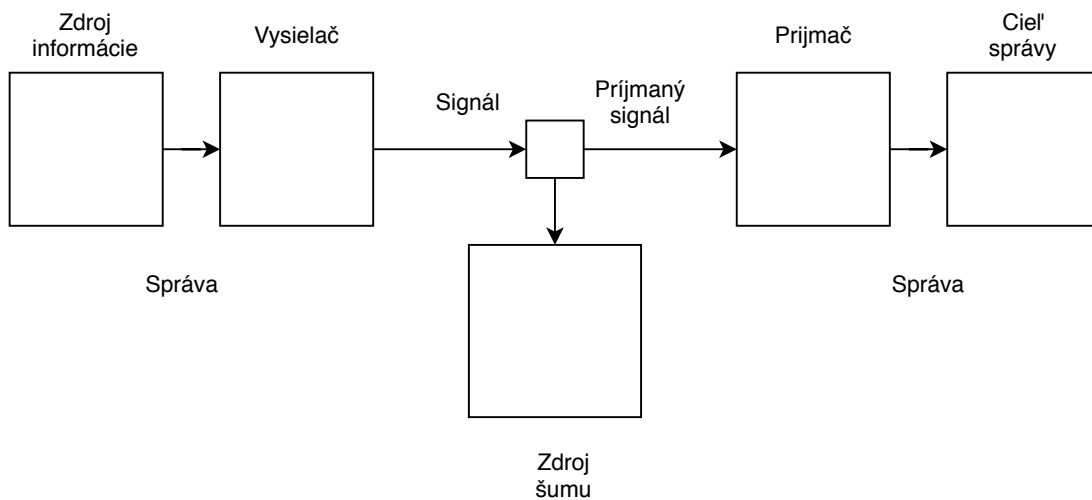 Zdroj
informácie
Vysielač
Signál
Príjmaný
signál
Prijmač
Cieľ
správy
Správa
Správa
Zdroj
šumu